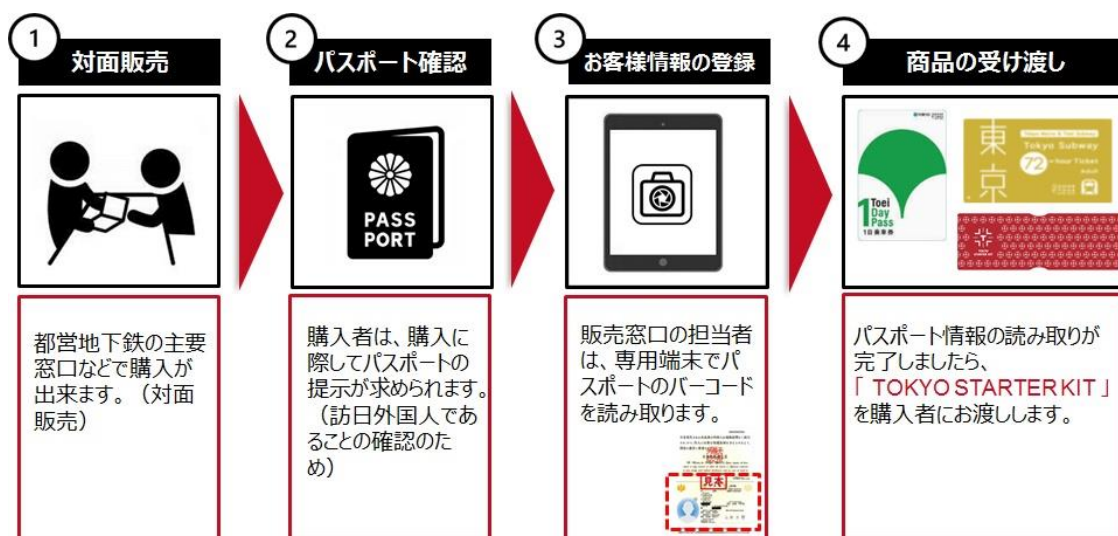 1
対面販売
都営地下鉄の主要
窓口などで購入が
出来ます。（対面
販売）
2
パスポート確認
PASS
PORT
購入者は、購入に
際してパスポートの
提示が求められます。
（訪日外国人であ
ることの確認のた
め）
3
お客様情報の登録
販売窓口の担当者
は、専用端末でパ
スポートのバーコード
を読み取ります。
見本
4
商品の受け渡し
1 Toei
Day
Pass
1日乗車券
東京
Tokyo Metro & Toei Subway
Tokyo Subway
72-hour Ticket
Adult
パスポート情報の読み取りが
完了しましたら、
「 TOKYO STARTER KIT 」
を購入者にお渡しします。